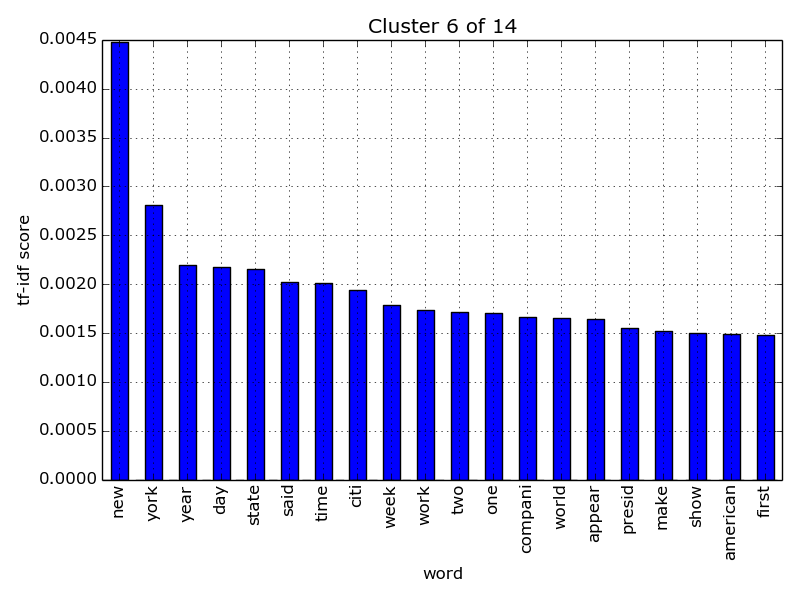 Cluster 6 of 14
tf-idf score
0.0045
0.0040
0.0035
0.0030
0.0025
0.0020
0.0015
0.0010
0.0005
0.0000
new
york
year
day
state
said
time
citi
week
work
two
one
compani
world
appear
presid
make
show
american
first
word